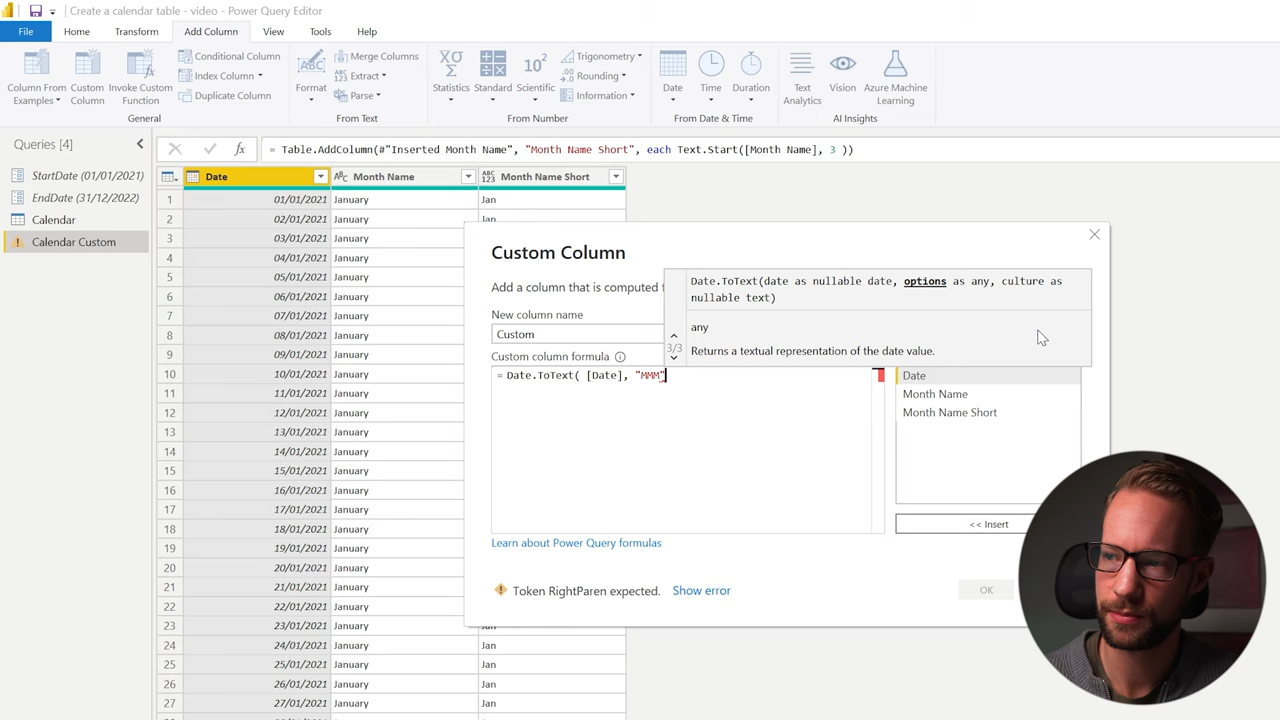 Create a calendar table - video - Power Query Editor
File Home Transform Add Column View Tools Help
Column From Examples
Custom Column
Invoke Custom Function
Conditional Column
Index Column
Duplicate Column
General
ABC
Format
Merge Columns
Extract
Parse
From Text
Statistics
Standard
10²
Scientific
Trigonometry
Rounding
Information
From Number
Date
Time
Duration
From Date & Time
Text Analytics
Vision
Azure Machine Learning
AI Insights
Queries [4]
StartDate (01/01/2021)
EndDate (31/12/2022)
Calendar
Calendar Custom
fx = Table.AddColumn(#"Inserted Month Name", "Month Name Short", each Text.Start([Month Name], 3 ))
Date Month Name Month Name Short
1 01/01/2021 January Jan
2 02/01/2021 January Jan
3 03/01/2021 January
4 04/01/2021 January
5 05/01/2021 January
6 06/01/2021 January
7 07/01/2021 January
8 08/01/2021 January
9 09/01/2021 January
10 10/01/2021 January
11 11/01/2021 January
12 12/01/2021 January
13 13/01/2021 January
14 14/01/2021 January
15 15/01/2021 January
16 16/01/2021 January
17 17/01/2021 January
18 18/01/2021 January
19 19/01/2021 January
20 20/01/2021 January
21 21/01/2021 January
22 22/01/2021 January
23 23/01/2021 January Jan
24 24/01/2021 January Jan
25 25/01/2021 January Jan
26 26/01/2021 January Jan
27 27/01/2021 January Jan
Custom Column
Add a column that is computed
New column name
Custom
Custom column formula
= Date.ToText( [Date], "MMM"
Date.ToText(date as nullable date, options as any, culture as
nullable text)
any
3/3
Returns a textual representation of the date value.
Date
Month Name
Month Name Short
<< Insert
Learn about Power Query formulas
Token RightParen expected. Show error
OK